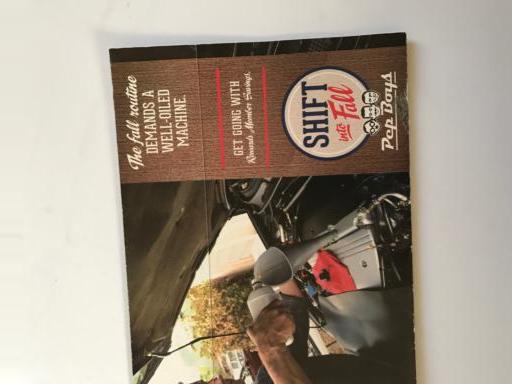 The fall routine
DEMANDS A
WELL-OILED
MACHINE.
GET GOING WITH
Rewards Member Savings.
SHIFT
into Fall
Pep Boys